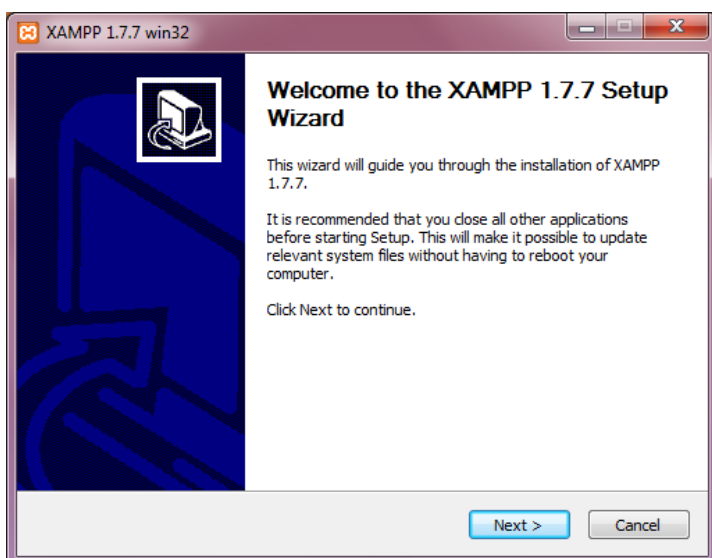 XAMPP 1.7.7 win32
Welcome to the XAMPP 1.7.7 Setup
Wizard
This wizard will guide you through the installation of XAMPP
1.7.7.
It is recommended that you close all other applications
before starting Setup. This will make it possible to update
relevant system files without having to reboot your
computer.
Click Next to continue.
Next >
Cancel